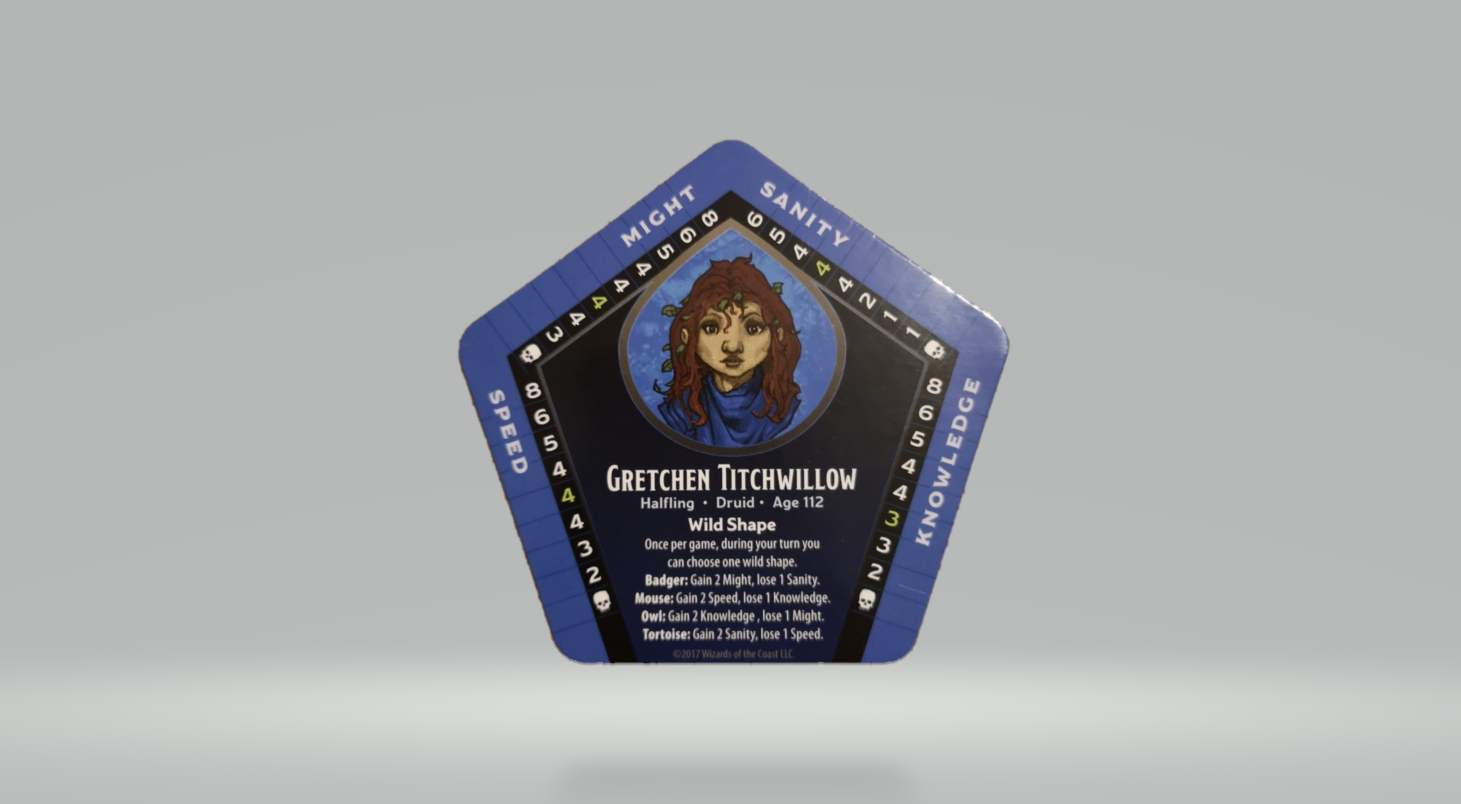 MIGHT
8 6 5 4 4 4 4 3
SANITY
6 5 4 4 4 2 1 1
SPEED
8 6 5 4 4 4 3 2
KNOWLEDGE
8 6 5 4 4 3 3 2
GRETCHEN TITCHWILLOW
Halfling • Druid • Age 112
Wild Shape
Once per game, during your turn you
can choose one wild shape.
Badger: Gain 2 Might, lose 1 Sanity.
Mouse: Gain 2 Speed, lose 1 Knowledge.
Owl: Gain 2 Knowledge , lose 1 Might.
Tortoise: Gain 2 Sanity, lose 1 Speed.
©2017 Wizards of the Coast LLC.